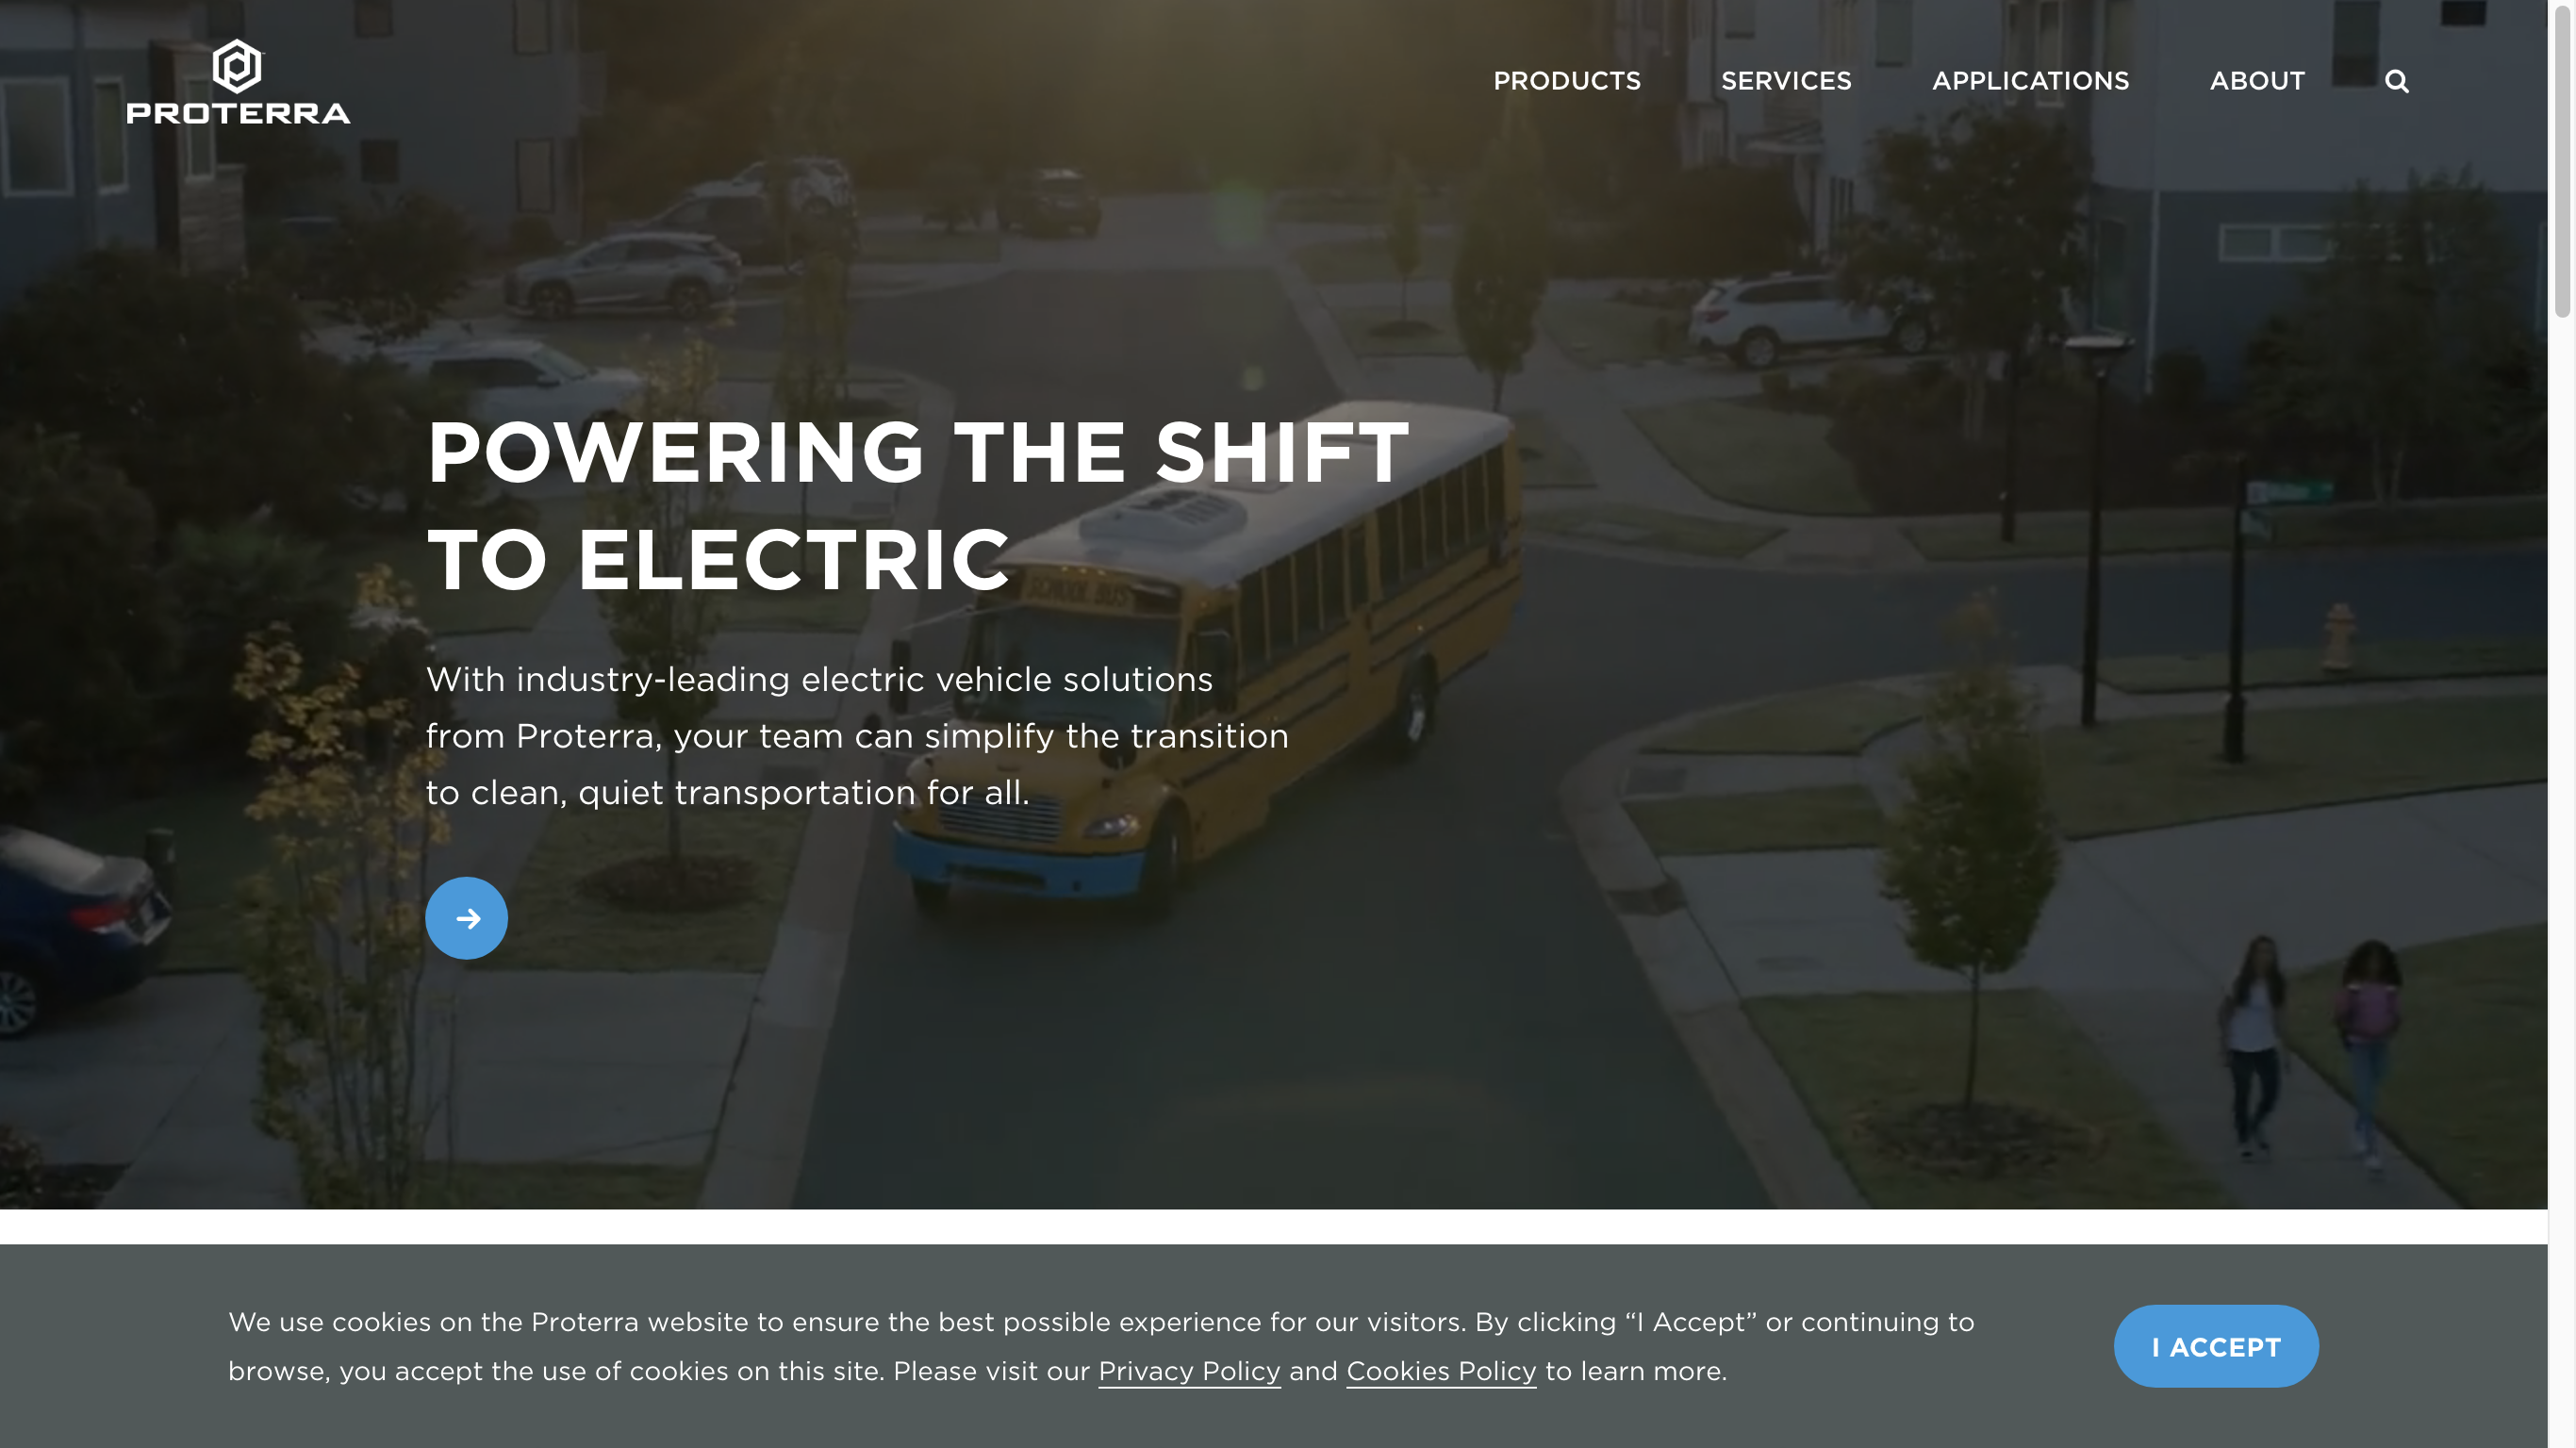 PROTERRA
PRODUCTS
SERVICES
APPLICATIONS
ABOUT
POWERING THE SHIFT
TO ELECTRIC
SCHOOL BUS
With industry-leading electric vehicle solutions
from Proterra, your team can simplify the transition
to clean, quiet transportation for all.
We use cookies on the Proterra website to ensure the best possible experience for our visitors. By clicking “I Accept” or continuing to
browse, you accept the use of cookies on this site. Please visit our Privacy Policy and Cookies Policy to learn more.
I ACCEPT